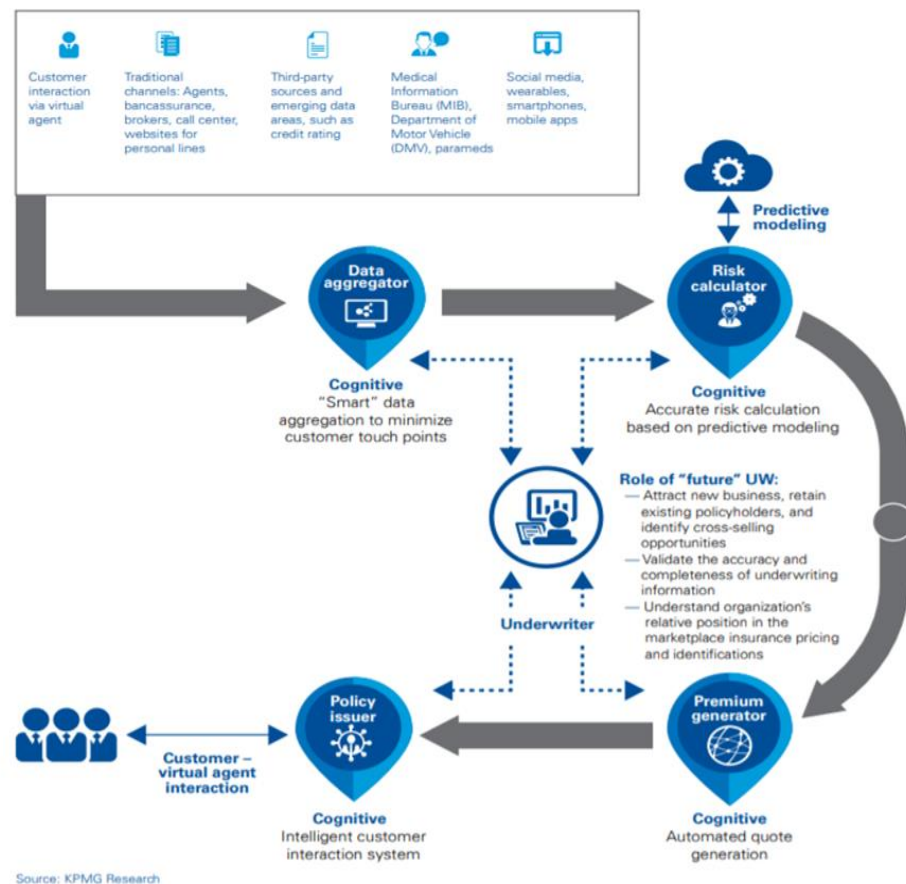 Customer
interaction
via virtual
agent
Traditional
channels: Agents,
bancassurance,
brokers, call center,
websites for
personal lines
Third-party
sources and
emerging data
areas, such as
credit rating
Medical
Information
Bureau (MIB),
Department of
Motor Vehicle
(DMV), parameds
Social media,
wearables,
smartphones,
mobile apps
Predictive
modeling
Data
aggregator
Risk
calculator
Cognitive
"Smart" data
aggregation to minimize
customer touch points
Cognitive
Accurate risk calculation
based on predictive modeling
Role of "future" UW:
— Attract new business, retain
existing policyholders, and
identify cross-selling
opportunities
— Validate the accuracy and
completeness of underwriting
information
— Understand organization's
relative position in the
marketplace insurance pricing
and identifications
Underwriter
Policy
issuer
Premium
generator
Customer –
virtual agent
interaction
Cognitive
Intelligent customer
interaction system
Cognitive
Automated quote
generation
Source: KPMG Research